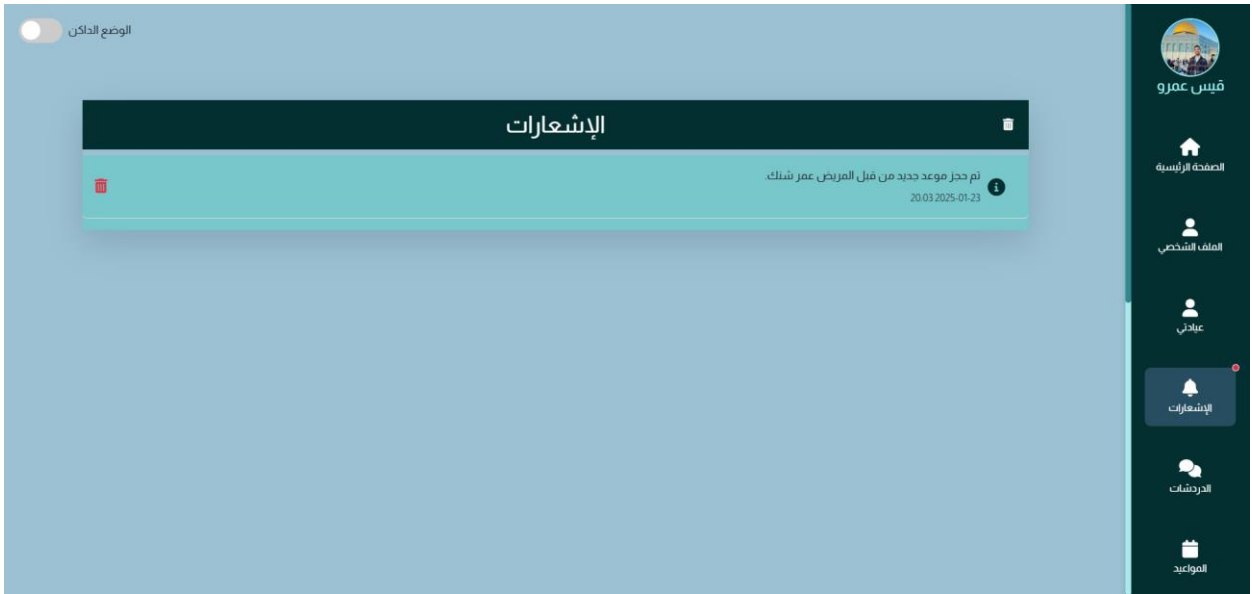 قيس عمرو
الصفحة الرئيسية
الملف الشخصي
عيادتي
الإشعارات
الدردشات
المواعيد
الوضع الداكن
الإشعارات
تم حجز موعد جديد من قبل المريض عمر شنك.
20:03 2025-01-23